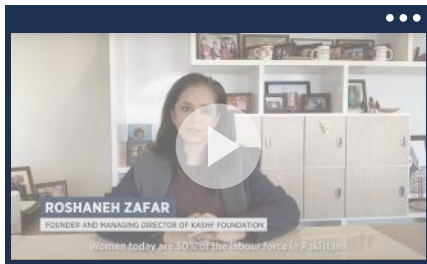 ROSHANEH ZAFAR
FOUNDER AND MANAGING DIRECTOR OF KASHF FOUNDATION
Women today are 50% of the labour force in Pakistan